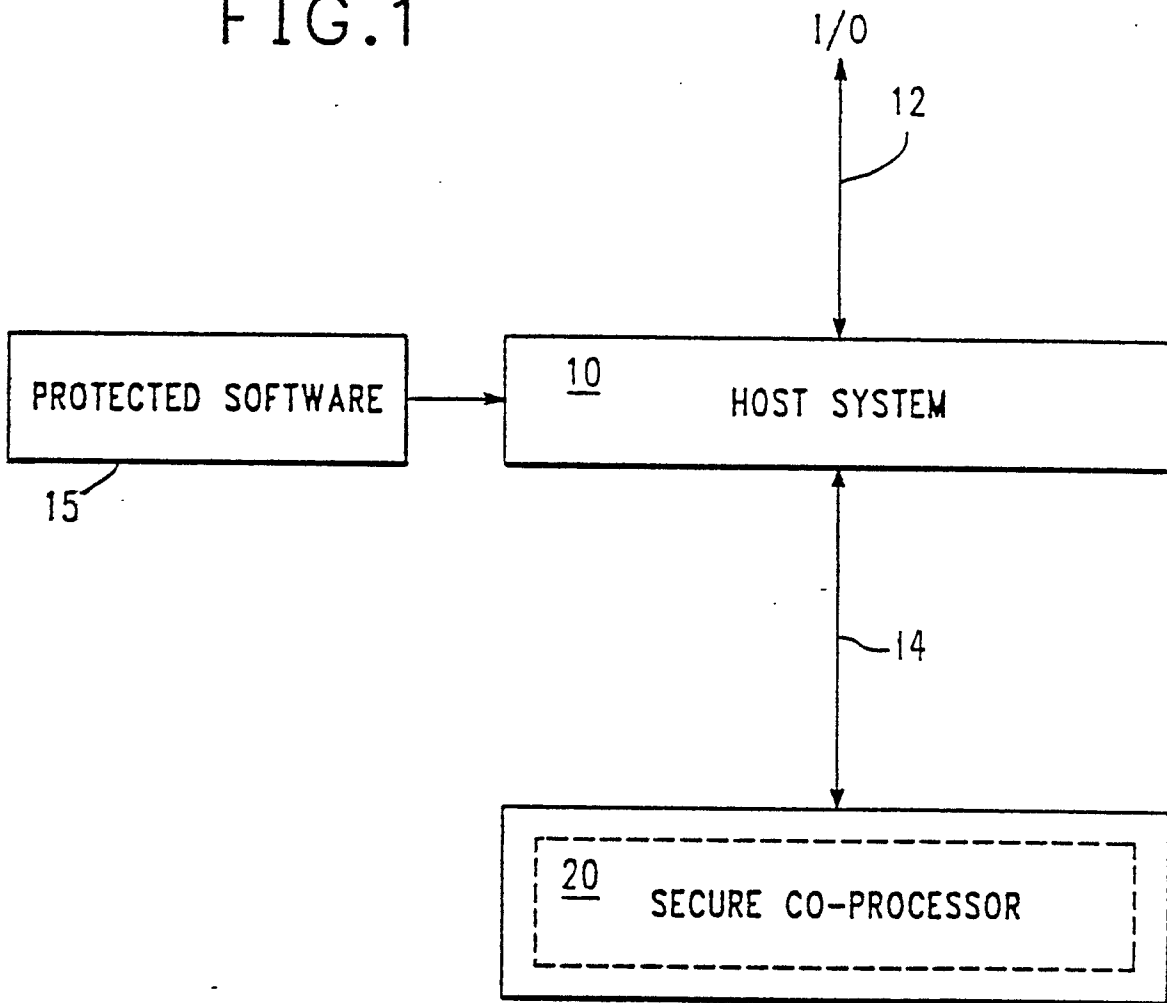 FIG.1
I/O
12
PROTECTED SOFTWARE
10
HOST SYSTEM
15
14
20
SECURE CO-PROCESSOR